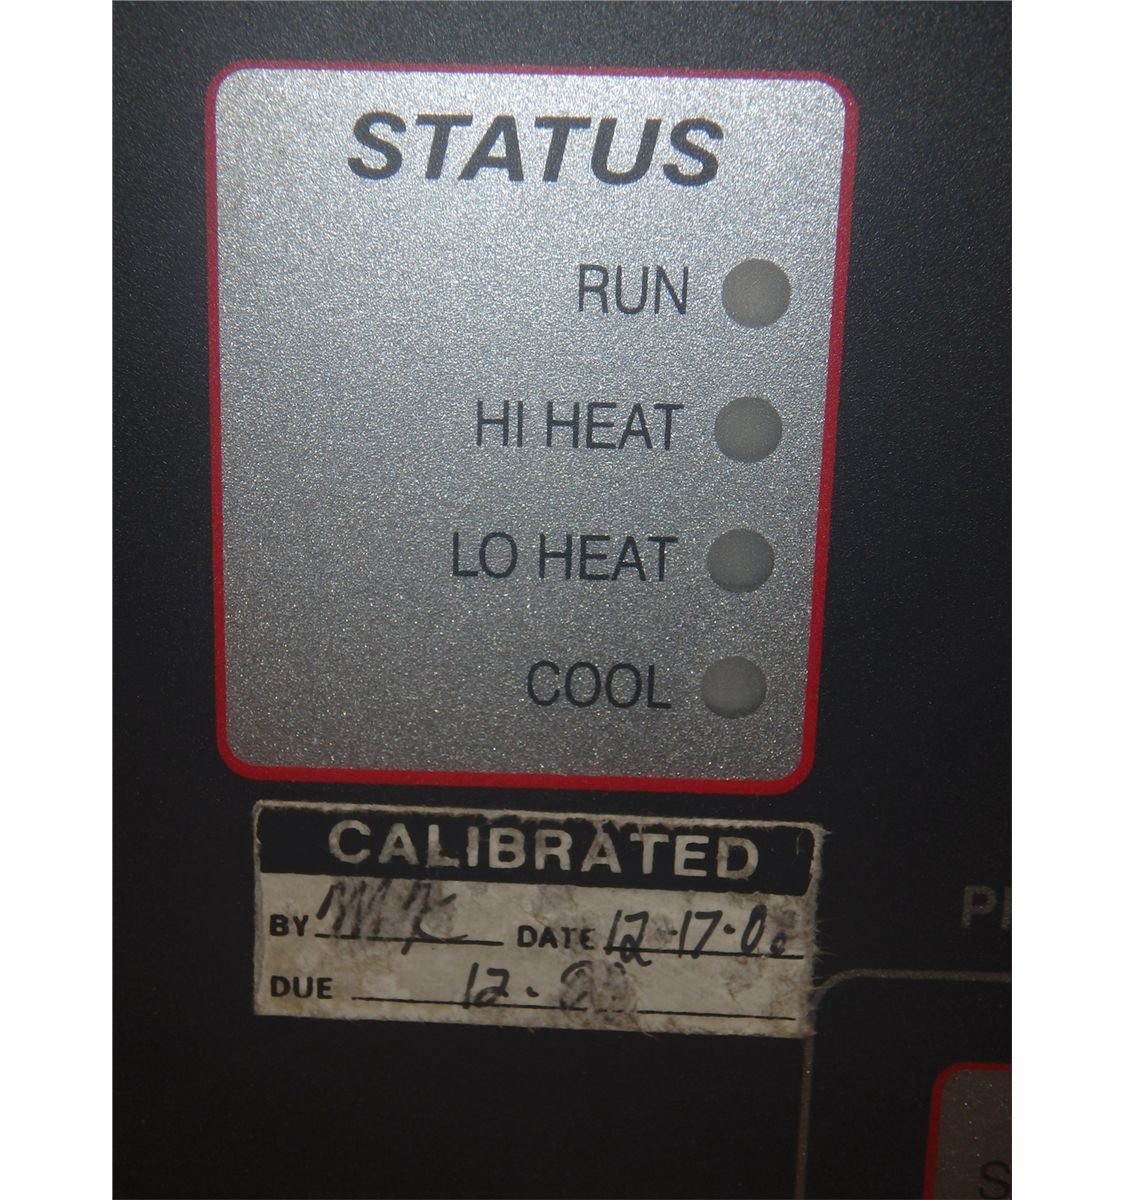 STATUS
RUN
HI HEAT
LO HEAT
COOL
CALIBRATED
BY DATE
DUE